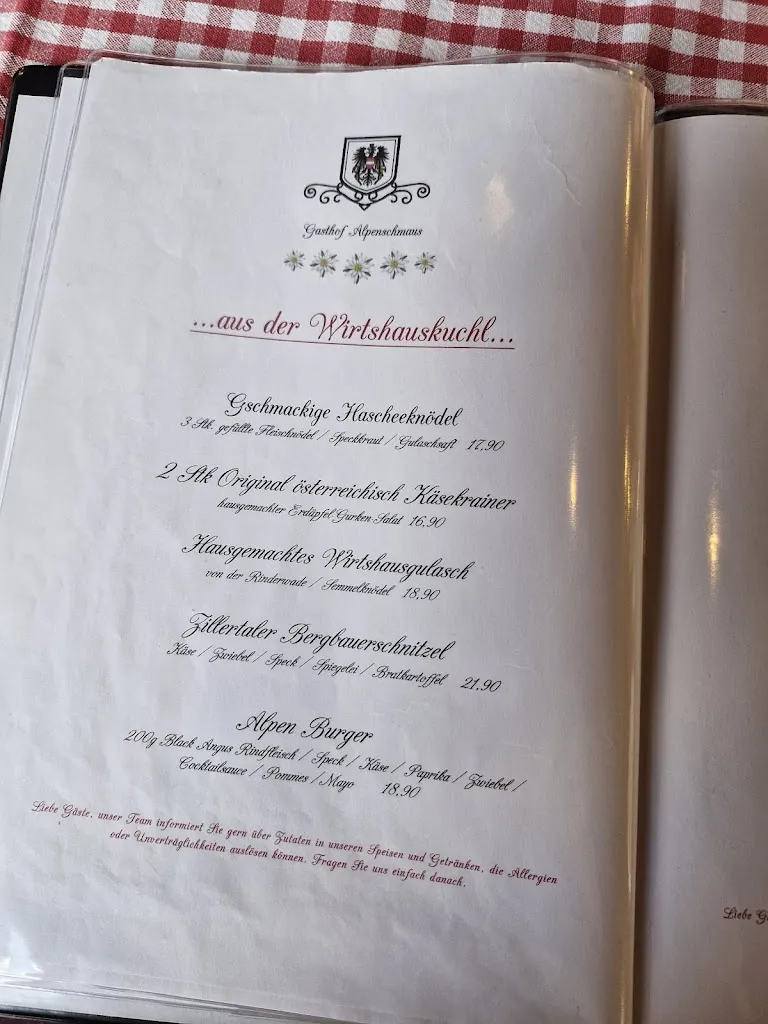 Gasthof Alpenschmaus
...aus der Wirtshauskuchl...
Gschmackige Hascheeknödel
3 Stk. gefüllte Fleischnödel / Speckkraut / Gulaschsaft 17,90
2 Stk Original österreichisch Käsekrainer
hausgemachter Erdäpfel Gurken-Salat 16,90
Hausgemachtes Wirtshausgulasch
von der Rinderwade / Semmelknödel 18,90
Zillertaler Bergbauerschnitzel
Käse / Zwiebel / Speck / Spiegelei / Bratkartoffel 21,90
Alpen Burger
200g Black Angus Rindfleisch / Speck / Käse / Paprika / Zwiebel /
Cocktailsauce / Pommes / Mayo 18,90
Liebe Gäste, unser Team informiert Sie gern über Zutaten in unseren Speisen und Getränken, die Allergien
oder Unverträglichkeiten auslösen können. Fragen Sie uns einfach danach.
Liebe